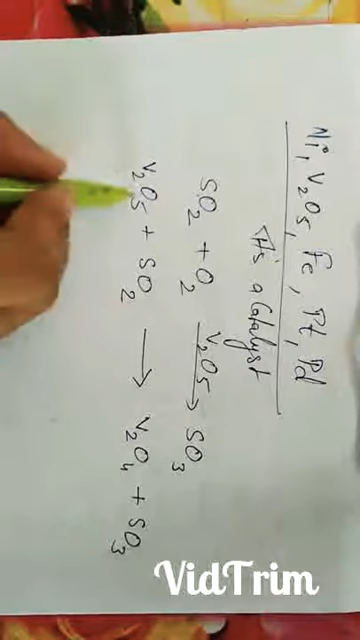 Ni, V₂O₅, Fe, Pt, Pd
It's a Catalyst
SO₂ + O₂ V₂O₅→ SO₃
V₂O₅ + SO₂ → V₂O₄ + SO₃
VidTrim